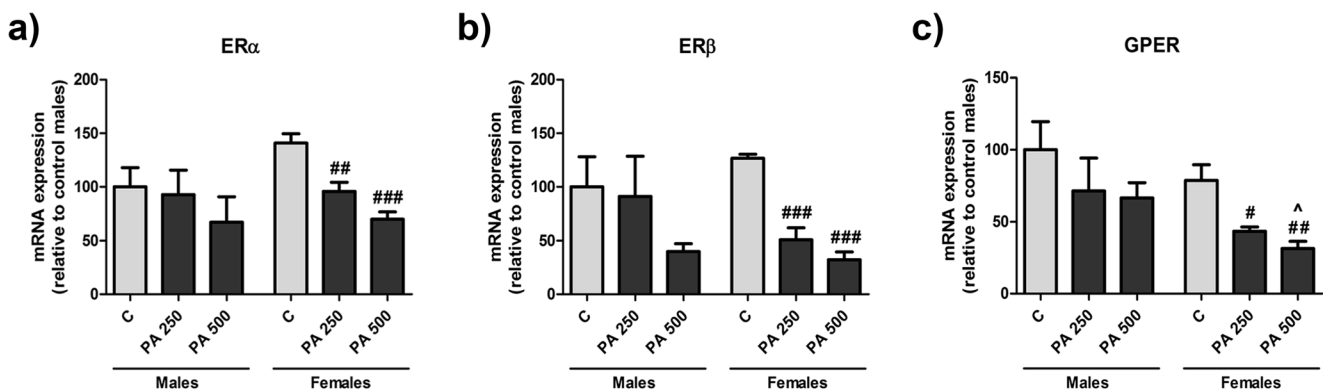 a)
ERα
mRNA expression
(relative to control males)
200
150
100
50
0
##
###
C
PA 250
PA 500
C
PA 250
PA 500
Males
Females
b)
ERβ
mRNA expression
(relative to control males)
200
150
100
50
0
###
###
C
PA 250
PA 500
C
PA 250
PA 500
Males
Females
c)
GPER
mRNA expression
(relative to control males)
150
100
50
0
#
^
##
C
PA 250
PA 500
C
PA 250
PA 500
Males
Females